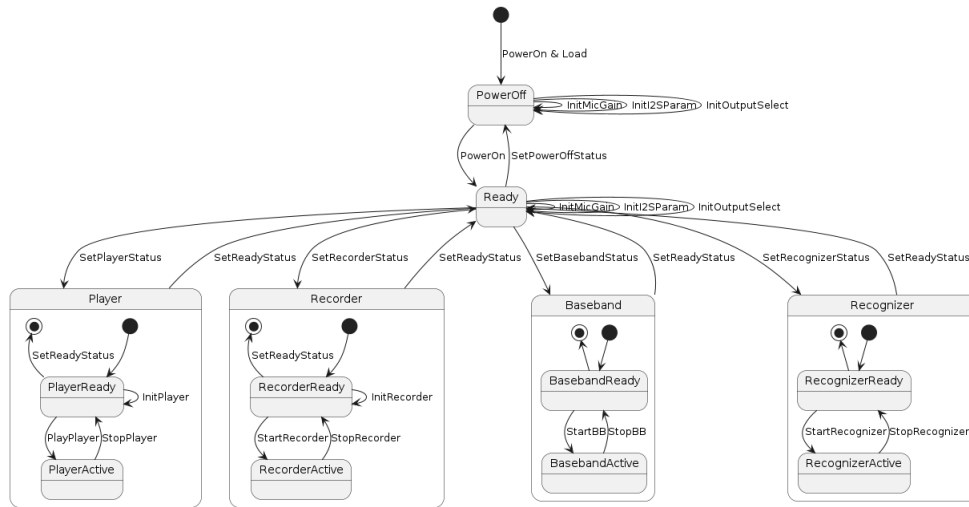 PowerOn & Load
PowerOff
InitMicGain InitI2SParam InitOutputSelect
PowerOn SetPowerOffStatus
Ready
InitMicGain InitI2SParam InitOutputSelect
SetPlayerStatus SetReadyStatus SetRecorderStatus SetReadyStatus SetBasebandStatus SetReadyStatus SetRecognizerStatus SetReadyStatus
Player Recorder Baseband Recognizer
SetReadyStatus SetReadyStatus
PlayerReady RecorderReady BasebandReady RecognizerReady
InitPlayer InitRecorder
PlayPlayer StopPlayer StartRecorder StopRecorder StartBB StopBB StartRecognizer StopRecognizer
PlayerActive RecorderActive BasebandActive RecognizerActive